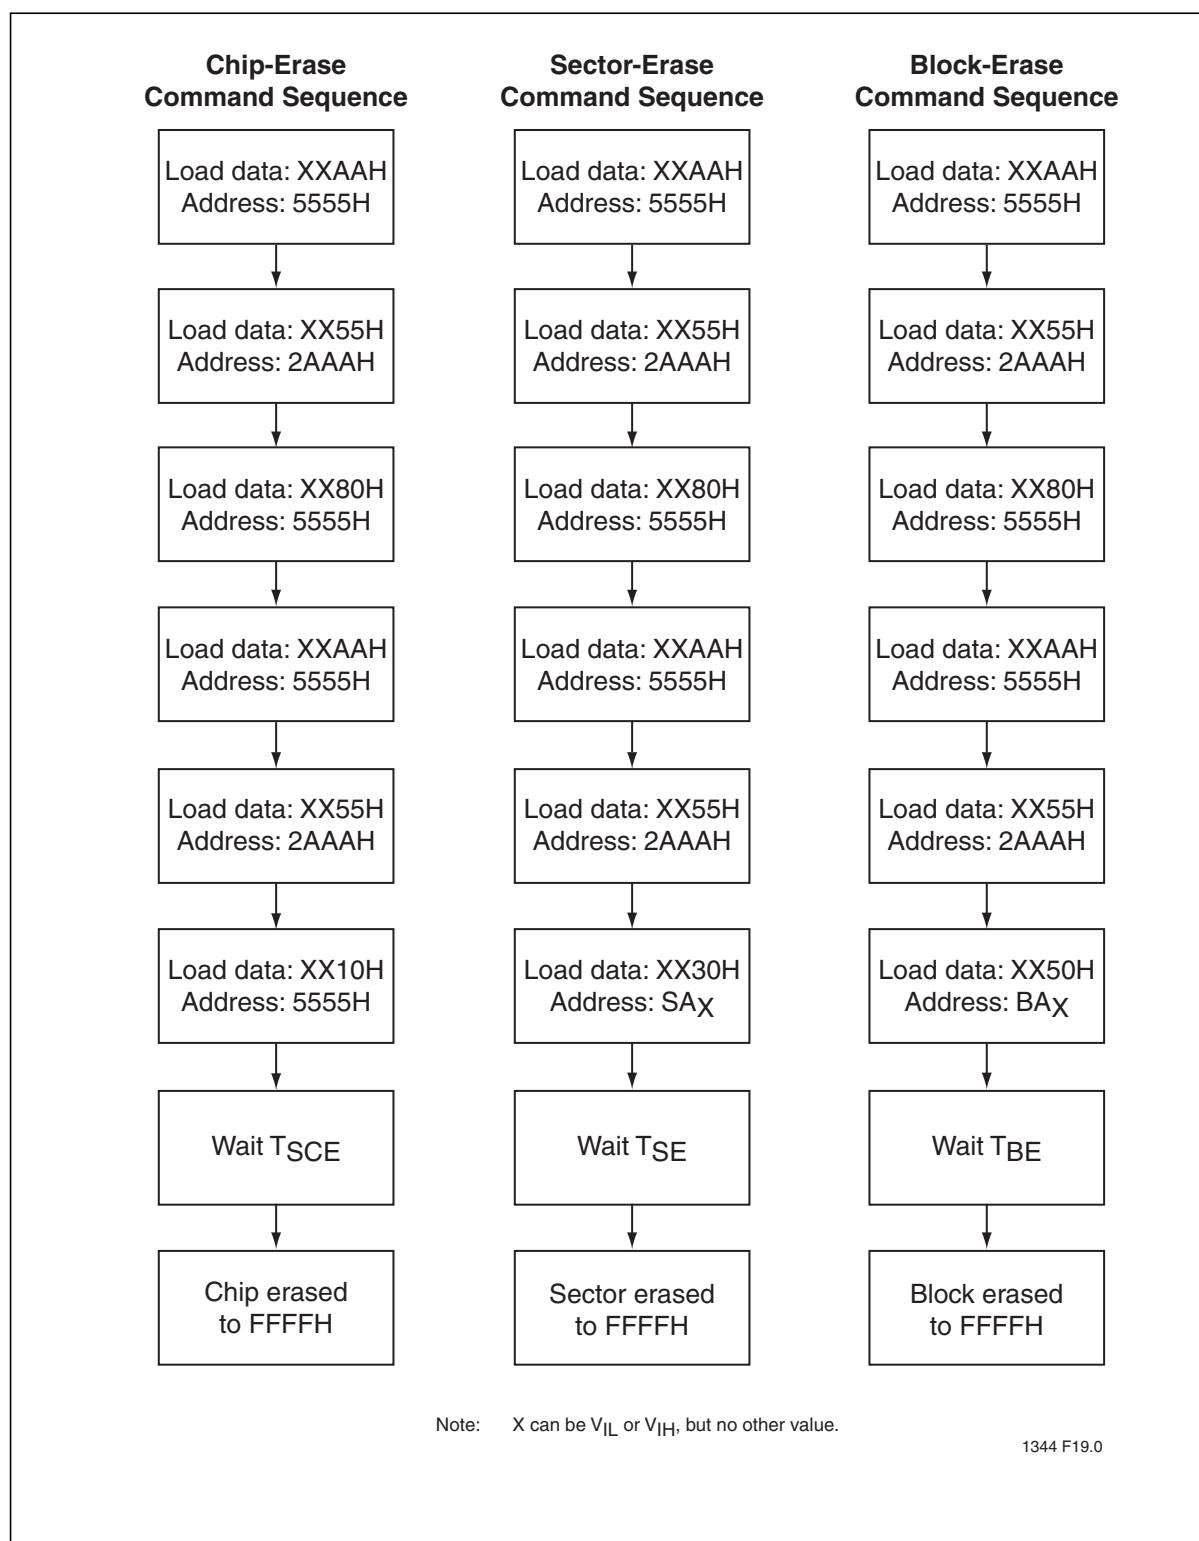 Chip-Erase
Command Sequence
Load data: XXAAH
Address: 5555H
Load data: XX55H
Address: 2AAAH
Load data: XX80H
Address: 5555H
Load data: XXAAH
Address: 5555H
Load data: XX55H
Address: 2AAAH
Load data: XX10H
Address: 5555H
Wait TSCE
Chip erased
to FFFFH
Sector-Erase
Command Sequence
Load data: XXAAH
Address: 5555H
Load data: XX55H
Address: 2AAAH
Load data: XX80H
Address: 5555H
Load data: XXAAH
Address: 5555H
Load data: XX55H
Address: 2AAAH
Load data: XX30H
Address: SAX
Wait TSE
Sector erased
to FFFFH
Block-Erase
Command Sequence
Load data: XXAAH
Address: 5555H
Load data: XX55H
Address: 2AAAH
Load data: XX80H
Address: 5555H
Load data: XXAAH
Address: 5555H
Load data: XX55H
Address: 2AAAH
Load data: XX50H
Address: BAX
Wait TBE
Block erased
to FFFFH
Note: X can be VIL or VIH, but no other value.
1344 F19.0